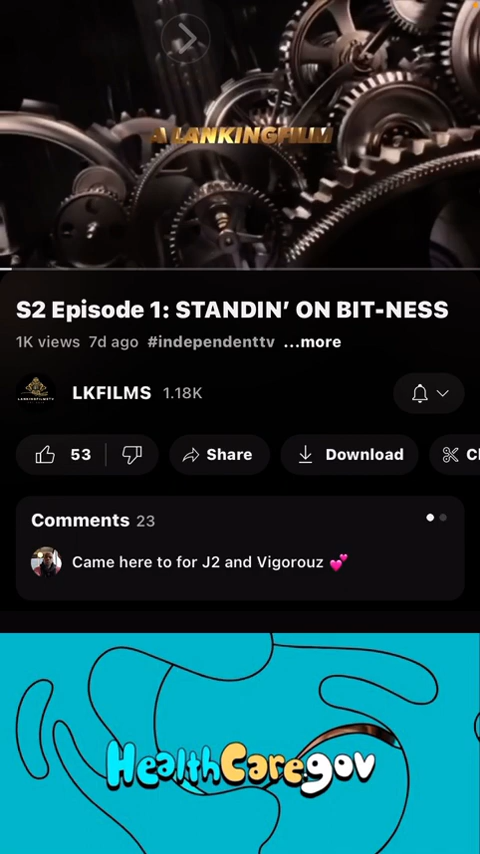 A LANKINGFILM
S2 Episode 1: STANDIN’ ON BIT-NESS
1K views 7d ago #independenttv ...more
LKFILMS 1.18K
53 Share Download
Comments 23
Came here to for J2 and Vigorouz 💕
HealthCaregov